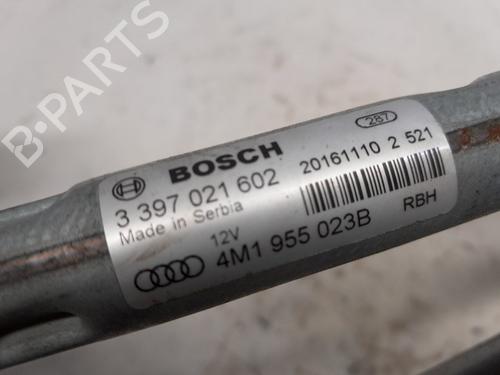 B-PARTS
287
BOSCH
20161110 2 521
3 397 021 602
Made in Serbia
12V
RBH
4M1 955 023B